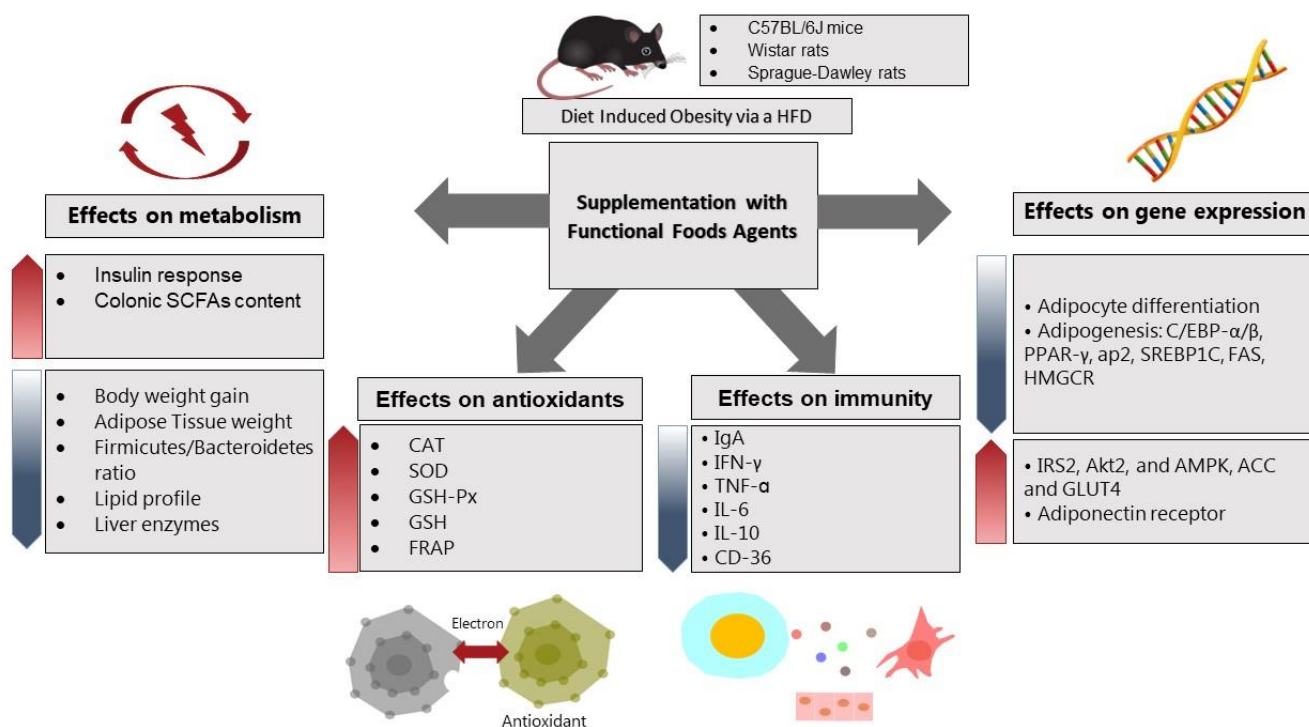 • C57BL/6J mice
• Wistar rats
• Sprague-Dawley rats
Diet Induced Obesity via a HFD
Supplementation with
Functional Foods Agents
Effects on metabolism
• Insulin response
• Colonic SCFAs content
• Body weight gain
• Adipose Tissue weight
• Firmicutes/Bacteroidetes
ratio
• Lipid profile
• Liver enzymes
Effects on antioxidants
• CAT
• SOD
• GSH-Px
• GSH
• FRAP
Electron
Antioxidant
Effects on immunity
• IgA
• IFN-γ
• TNF-α
• IL-6
• IL-10
• CD-36
Effects on gene expression
• Adipocyte differentiation
• Adipogenesis: C/EBP-α/β,
PPAR-γ, ap2, SREBP1C, FAS,
HMGCR
• IRS2, Akt2, and AMPK, ACC
and GLUT4
• Adiponectin receptor